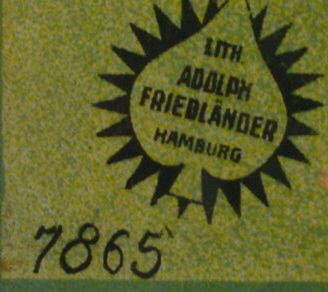 LITH.
ADOLPH
FRIEDLÄNDER
HAMBURG
7865